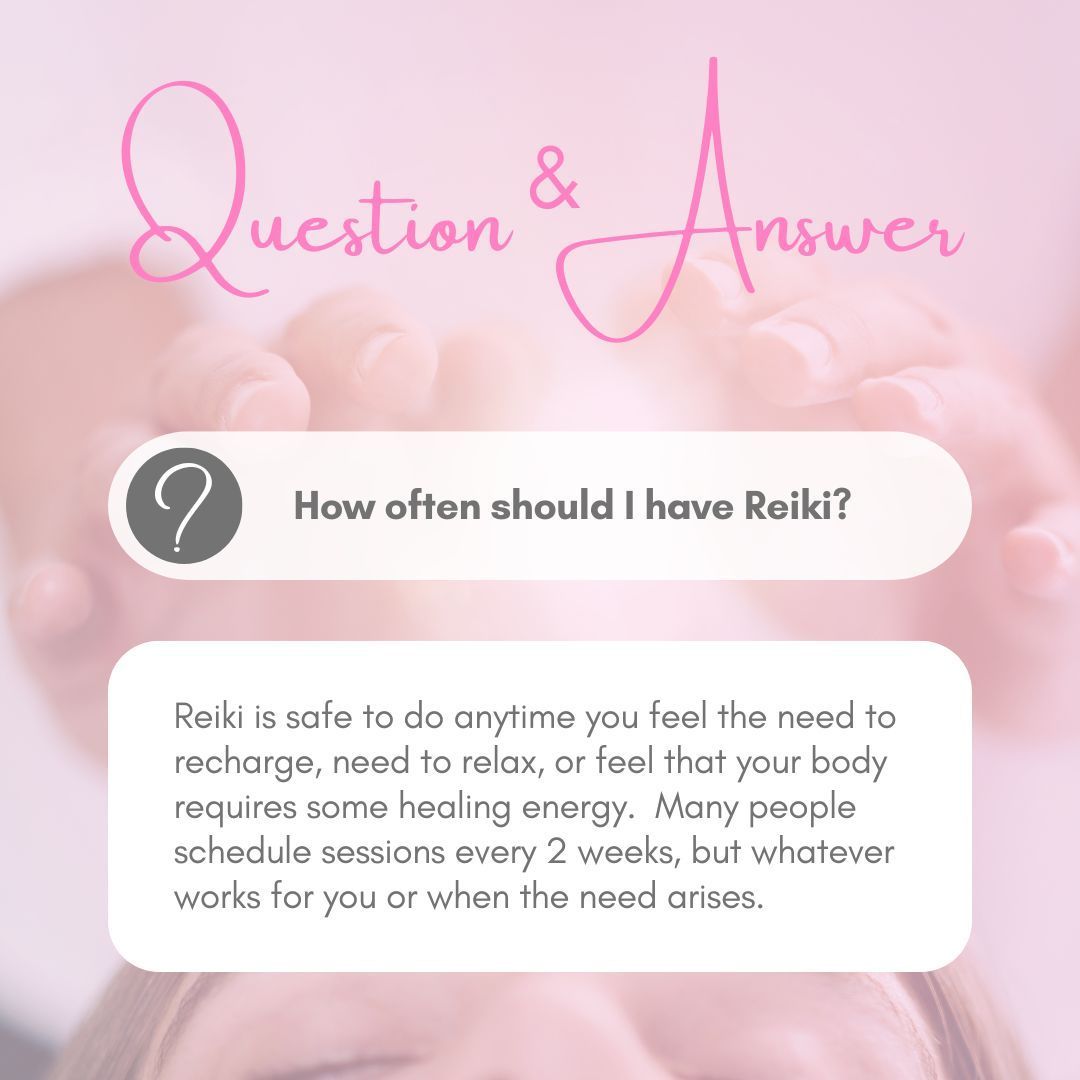 Question & Answer
?
How often should I have Reiki?
Reiki is safe to do anytime you feel the need to
recharge, need to relax, or feel that your body
requires some healing energy.  Many people
schedule sessions every 2 weeks, but whatever
works for you or when the need arises.